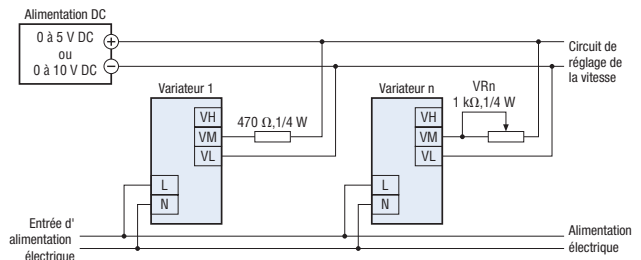 Alimentation DC
0 à 5 V DC
ou
0 à 10 V DC
+
−
Circuit de
réglage de
la vitesse
Variateur 1
VH
VM
VL
L
N
470 Ω,1/4 W
Variateur n
VH
VM
VL
L
N
VRn
1 kΩ,1/4 W
Entrée d'
alimentation
électrique
Alimentation
électrique